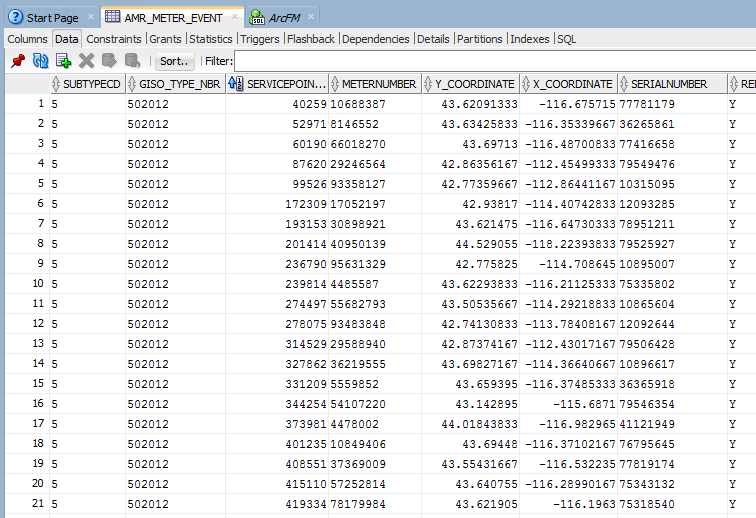 Start Page × AMR_METER_EVENT × ArcFM ×
Columns Data Constraints Grants Statistics Triggers Flashback Dependencies Details Partitions Indexes SQL
Sort.. Filter:
SUBTYPECD GISO_TYPE_NBR SERVICEPOIN... METERNUMBER Y_COORDINATE X_COORDINATE SERIALNUMBER
1 5 502012 40259 10688387 43.62091333 -116.675715 77781179 Y
2 5 502012 52971 8146552 43.63425833 -116.35339667 36265861 Y
3 5 502012 60190 66018270 43.69713 -116.48700833 77416658 Y
4 5 502012 87620 29246564 42.86356167 -112.45499333 79549476 Y
5 5 502012 99526 93358127 42.77359667 -112.86441167 10315095 Y
6 5 502012 172309 17052197 42.93817 -114.40742833 12093285 Y
7 5 502012 193153 30898921 43.621475 -116.64730333 78951211 Y
8 5 502012 201414 40950139 44.529055 -118.22393833 79525927 Y
9 5 502012 236790 95631329 42.775825 -114.708645 10895007 Y
10 5 502012 239814 4485587 43.62293833 -116.21125333 75335802 Y
11 5 502012 274497 55682793 43.50535667 -114.29218833 10865604 Y
12 5 502012 278075 93483848 42.74130833 -113.78408167 12092644 Y
13 5 502012 314529 29588940 42.87374167 -112.43017167 79506428 Y
14 5 502012 327862 36219555 43.69827167 -114.36640667 10896617 Y
15 5 502012 331209 5559852 43.659395 -116.37485333 36365918 Y
16 5 502012 344254 54107220 43.142895 -115.6871 79546354 Y
17 5 502012 373981 4478002 44.01843833 -116.982965 41121949 Y
18 5 502012 401235 10849406 43.69448 -116.37102167 76795645 Y
19 5 502012 408551 37369009 43.55431667 -116.532235 77819174 Y
20 5 502012 415110 57252814 43.640755 -116.28990167 75343132 Y
21 5 502012 419334 78179984 43.621905 -116.1963 75318540 Y